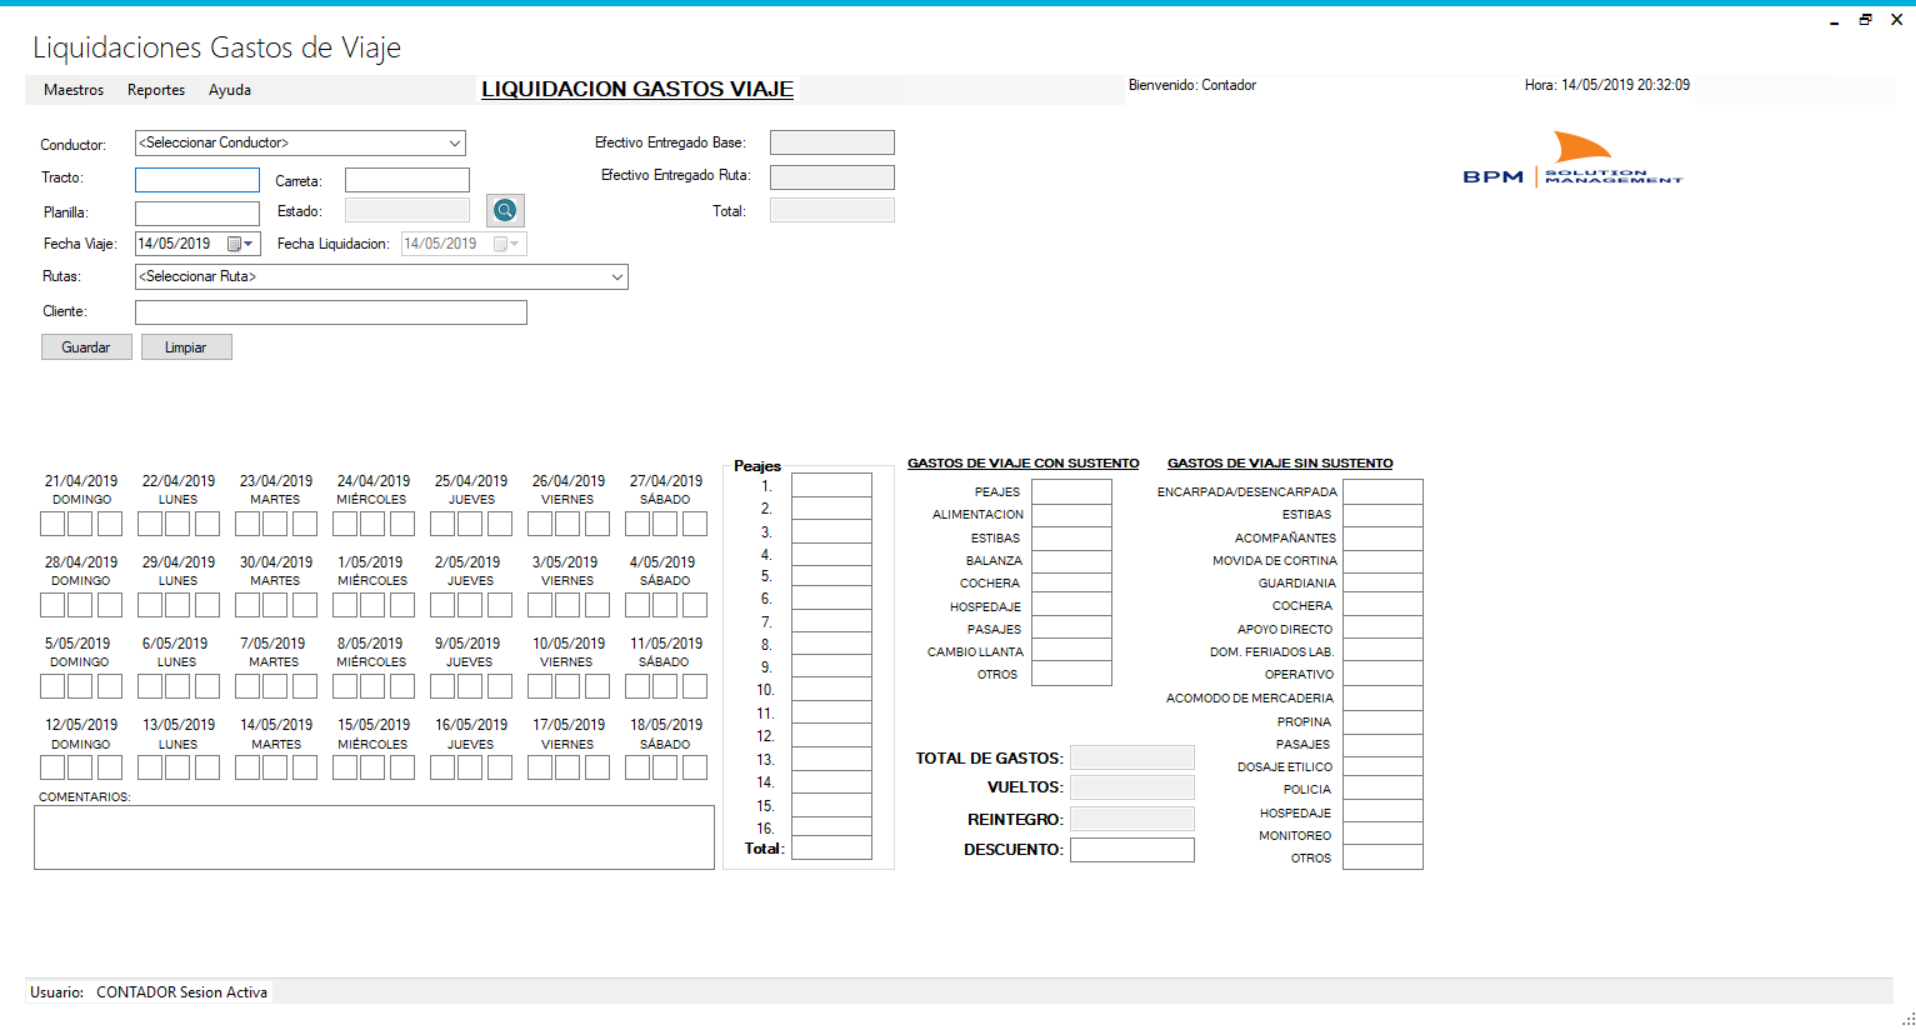 Liquidaciones Gastos de Viaje
Maestros Reportes Ayuda
LIQUIDACION GASTOS VIAJE
Bienvenido: Contador
Hora: 14/05/2019 20:32:09
Conductor: <Seleccionar Conductor>
Efectivo Entregado Base:
Tracto: Carreta:
Efectivo Entregado Ruta:
Planilla: Estado:
Total:
Fecha Viaje: 14/05/2019 Fecha Liquidacion: 14/05/2019
Rutas: <Seleccionar Ruta>
Cliente:
Guardar Limpiar
BPM SOLUTION
MANAGEMENT
21/04/2019 22/04/2019 23/04/2019 24/04/2019 25/04/2019 26/04/2019 27/04/2019
DOMINGO LUNES MARTES MIÉRCOLES JUEVES VIERNES SÁBADO
28/04/2019 29/04/2019 30/04/2019 1/05/2019 2/05/2019 3/05/2019 4/05/2019
DOMINGO LUNES MARTES MIÉRCOLES JUEVES VIERNES SÁBADO
5/05/2019 6/05/2019 7/05/2019 8/05/2019 9/05/2019 10/05/2019 11/05/2019
DOMINGO LUNES MARTES MIÉRCOLES JUEVES VIERNES SÁBADO
12/05/2019 13/05/2019 14/05/2019 15/05/2019 16/05/2019 17/05/2019 18/05/2019
DOMINGO LUNES MARTES MIÉRCOLES JUEVES VIERNES SÁBADO
COMENTARIOS:
Peajes
1.
2.
3.
4.
5.
6.
7.
8.
9.
10.
11.
12.
13.
14.
15.
16.
Total:
GASTOS DE VIAJE CON SUSTENTO
PEAJES
ALIMENTACION
ESTIBAS
BALANZA
COCHERA
HOSPEDAJE
PASAJES
CAMBIO LLANTA
OTROS
TOTAL DE GASTOS:
VUELTOS:
REINTEGRO:
DESCUENTO:
GASTOS DE VIAJE SIN SUSTENTO
ENCARPADA/DESENCARPADA
ESTIBAS
ACOMPAÑANTES
MOVIDA DE CORTINA
GUARDIANIA
COCHERA
APOYO DIRECTO
DOM. FERIADOS LAB.
OPERATIVO
ACOMODO DE MERCADERIA
PROPINA
PASAJES
DOSAJE ETILICO
POLICIA
HOSPEDAJE
MONITOREO
OTROS
Usuario: CONTADOR Sesion Activa